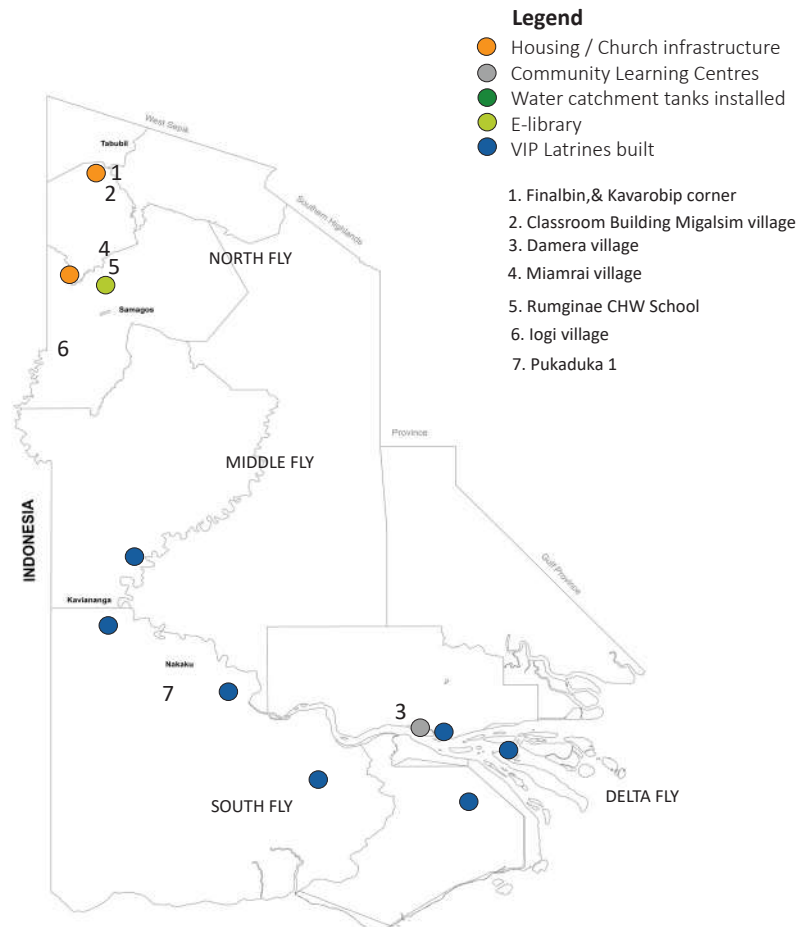 Legend
Housing / Church infrastructure
Community Learning Centres
Water catchment tanks installed
E-library
VIP Latrines built
1. Finalbin,& Kavarobip corner
2. Classroom Building Migalsim village
3. Damera village
4. Miamrai village
5. Rumginae CHW School
6. Iogi village
7. Pukaduka 1
West Sepik
Tabubil
1
2
Southern Highlands
4
NORTH FLY
5
Samagos
6
Province
MIDDLE FLY
INDONESIA
Gulf Province
Kaviananga
Nakaku
7
3
SOUTH FLY
DELTA FLY